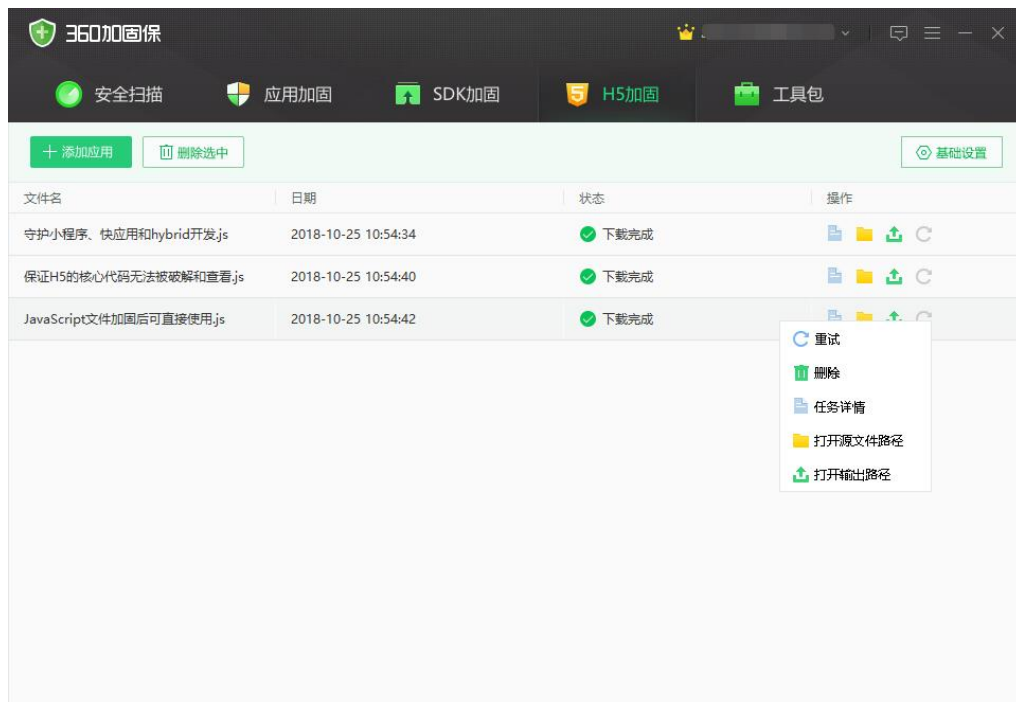 360加固保
安全扫描 应用加固 SDK加固 H5加固 工具包
添加应用 删除选中 基础设置
文件名 日期 状态 操作
守护小程序、快应用和hybrid开发.js 2018-10-25 10:54:34 下载完成
保证H5的核心代码无法被破解和查看.js 2018-10-25 10:54:40 下载完成
JavaScript文件加固后可直接使用.js 2018-10-25 10:54:42 下载完成
重试
删除
任务详情
打开源文件路径
打开输出路径